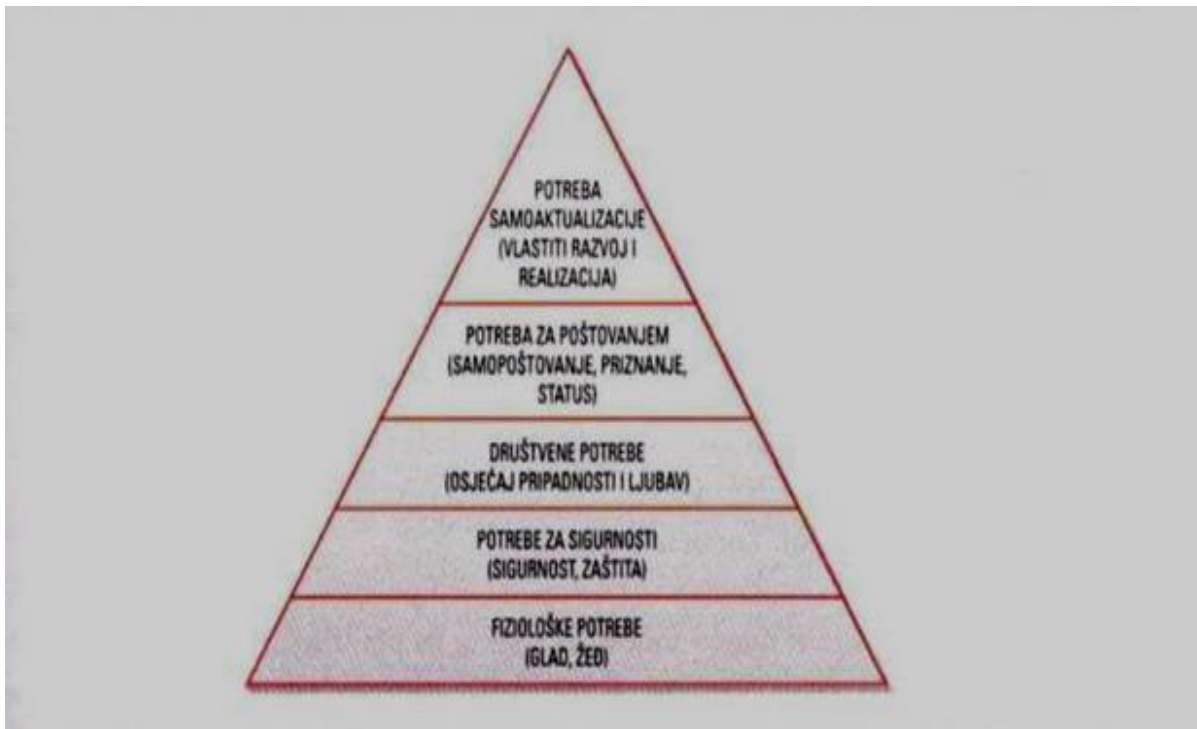 POTREBA
SAMOAKTUALIZACIJE
(VLASTITI RAZVOJ I
REALIZACIJA)
POTREBA ZA POŠTOVANJEM
(SAMOPOŠTOVANJE, PRIZNANJE,
STATUS)
DRUŠTVENE POTREBE
(OSJEĆAJ PRIPADNOSTI I LJUBAV)
POTREBE ZA SIGURNOSTI
(SIGURNOST, ZAŠTITA)
FIZIOLOŠKE POTREBE
(GLAD, ŽEĐ)